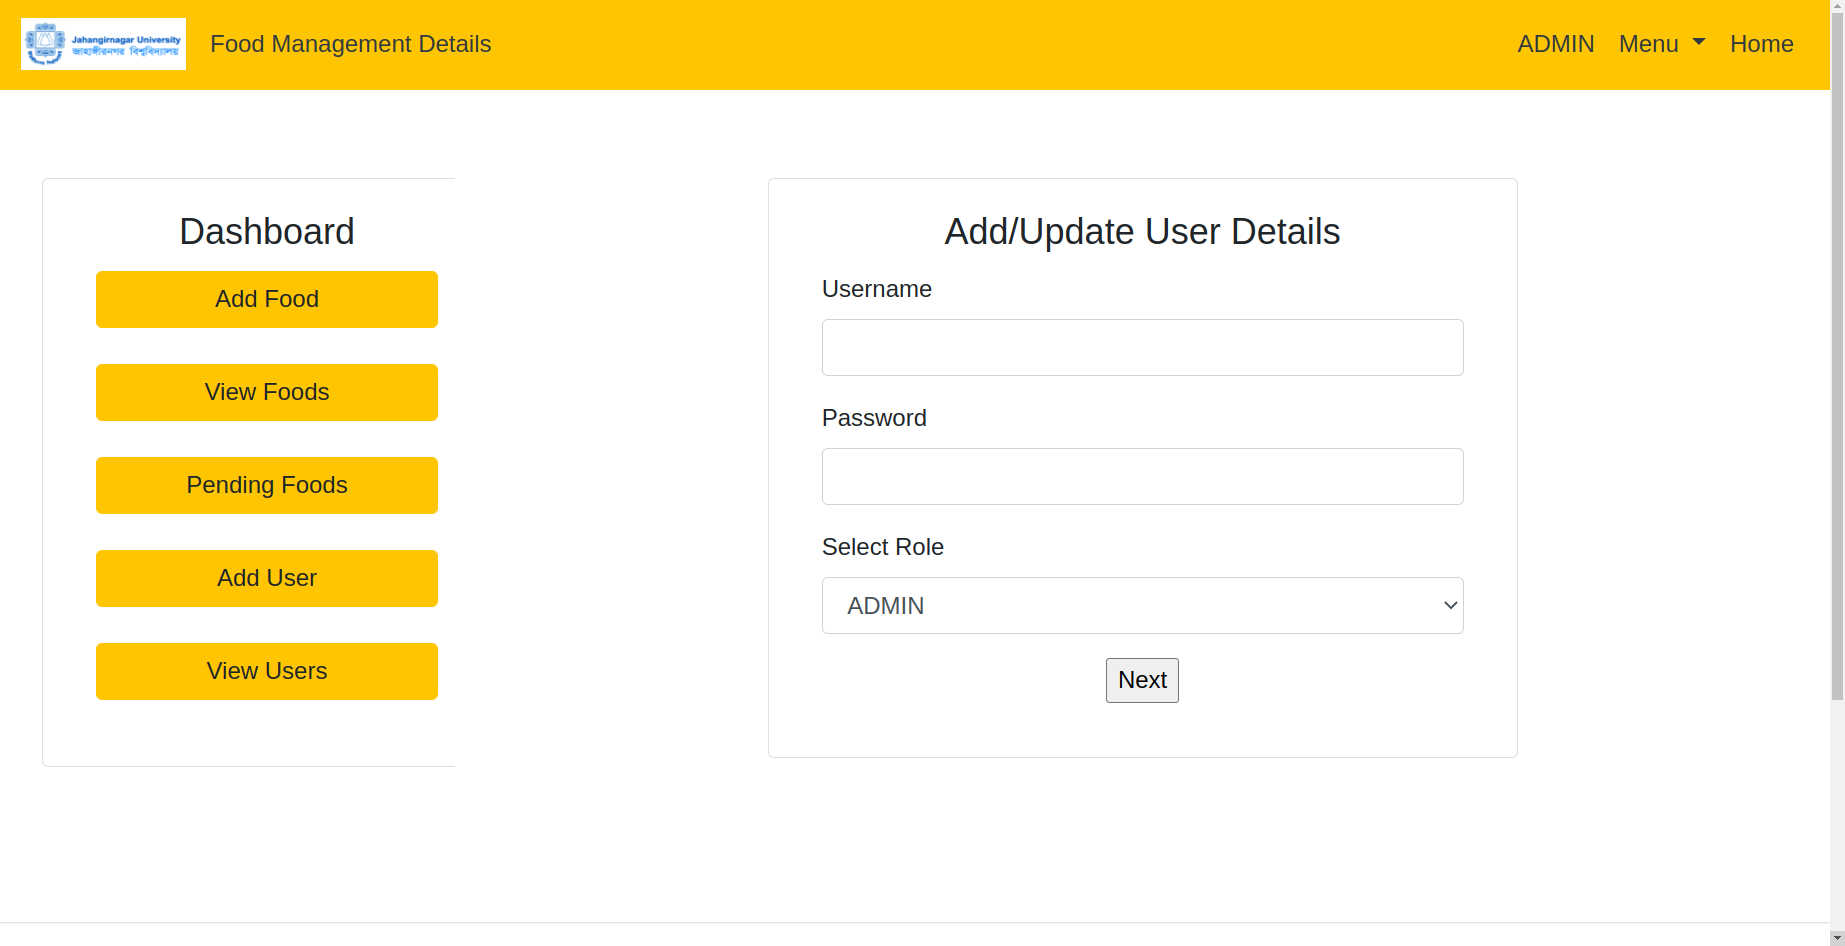 Jahangirnagar University
জাহাঙ্গীরনগর বিশ্ববিদ্যালয়
Food Management Details
ADMIN
Menu
Home
Dashboard
Add Food
View Foods
Pending Foods
Add User
View Users
Add/Update User Details
Username
Password
Select Role
ADMIN
Next